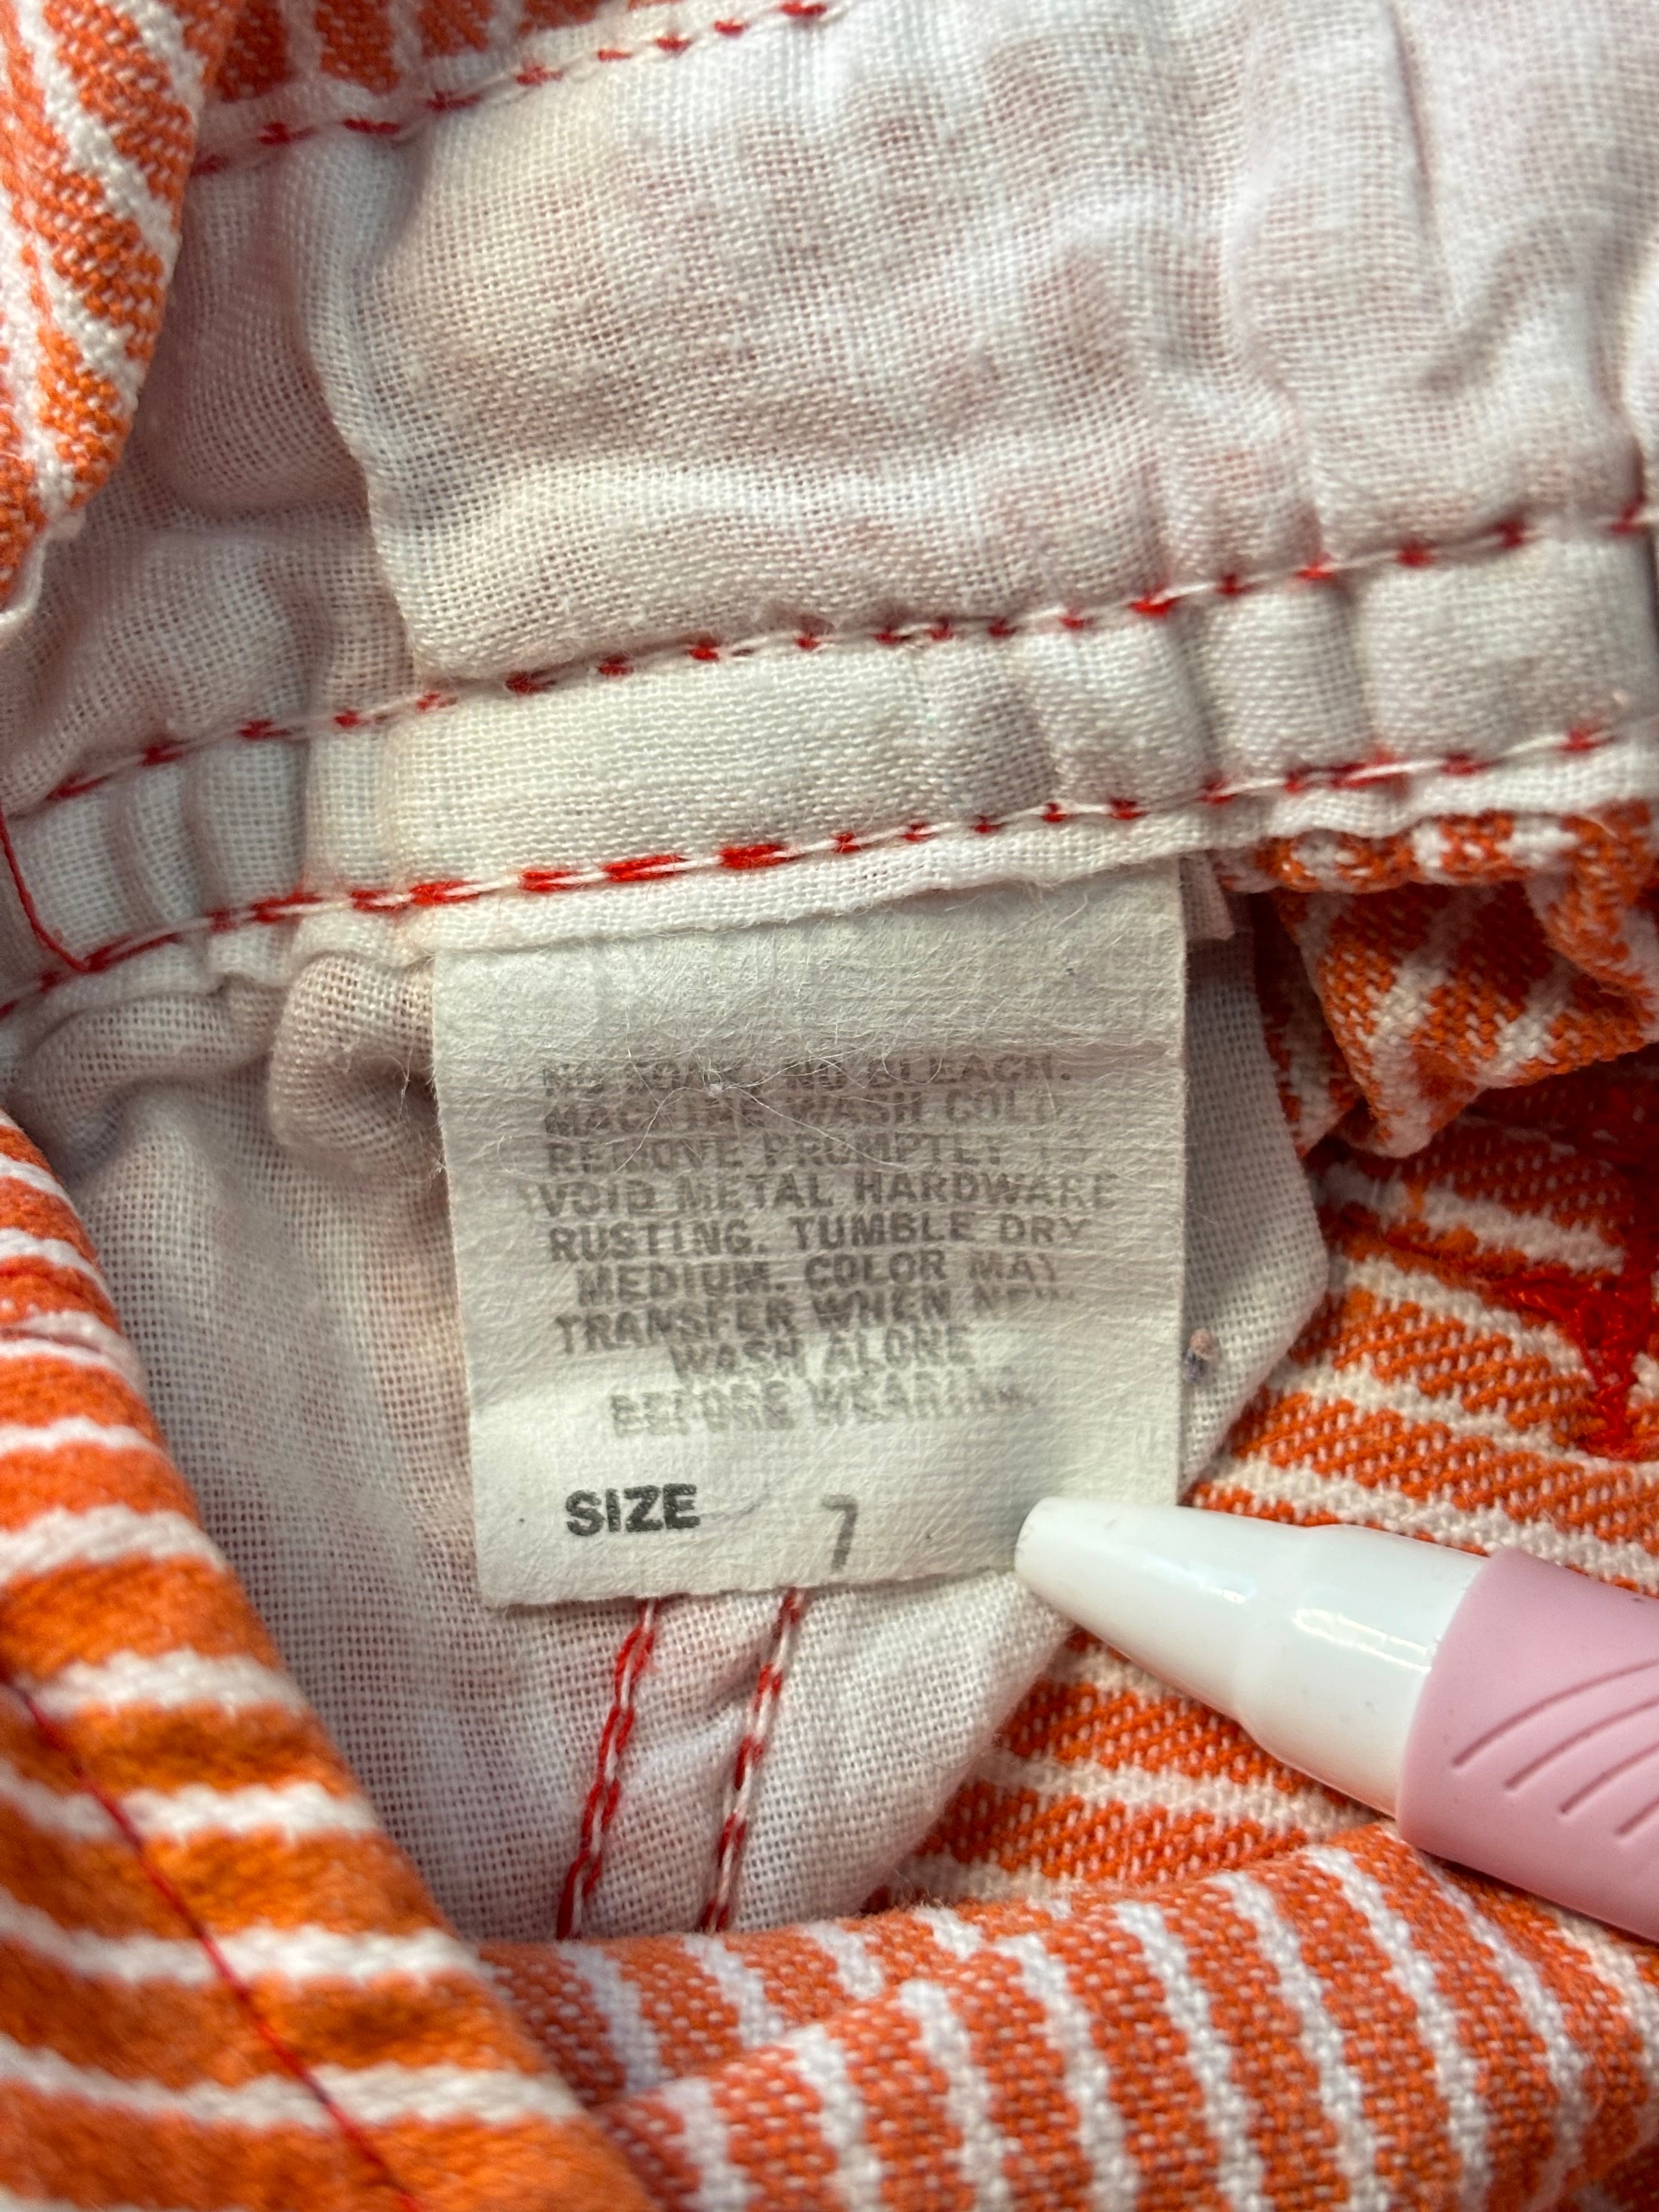 NO SOAK. NO BLEACH.
MACHINE WASH COLD.
REMOVE PROMPTLY TO
AVOID METAL HARDWARE
RUSTING. TUMBLE DRY
MEDIUM. COLOR MAY
TRANSFER WHEN NEW.
WASH ALONE
BEFORE WEARING.
SIZE 7